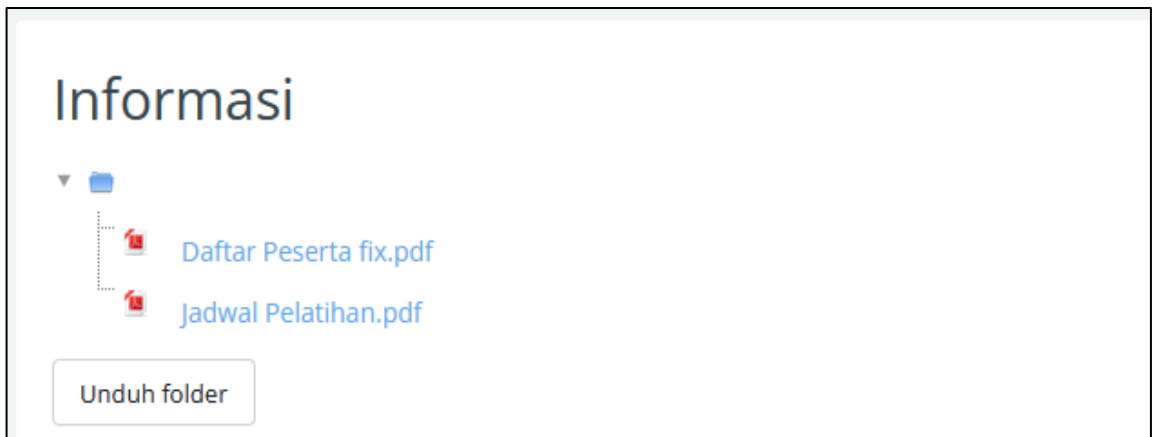 Informasi
Daftar Peserta fix.pdf
Jadwal Pelatihan.pdf
Unduh folder